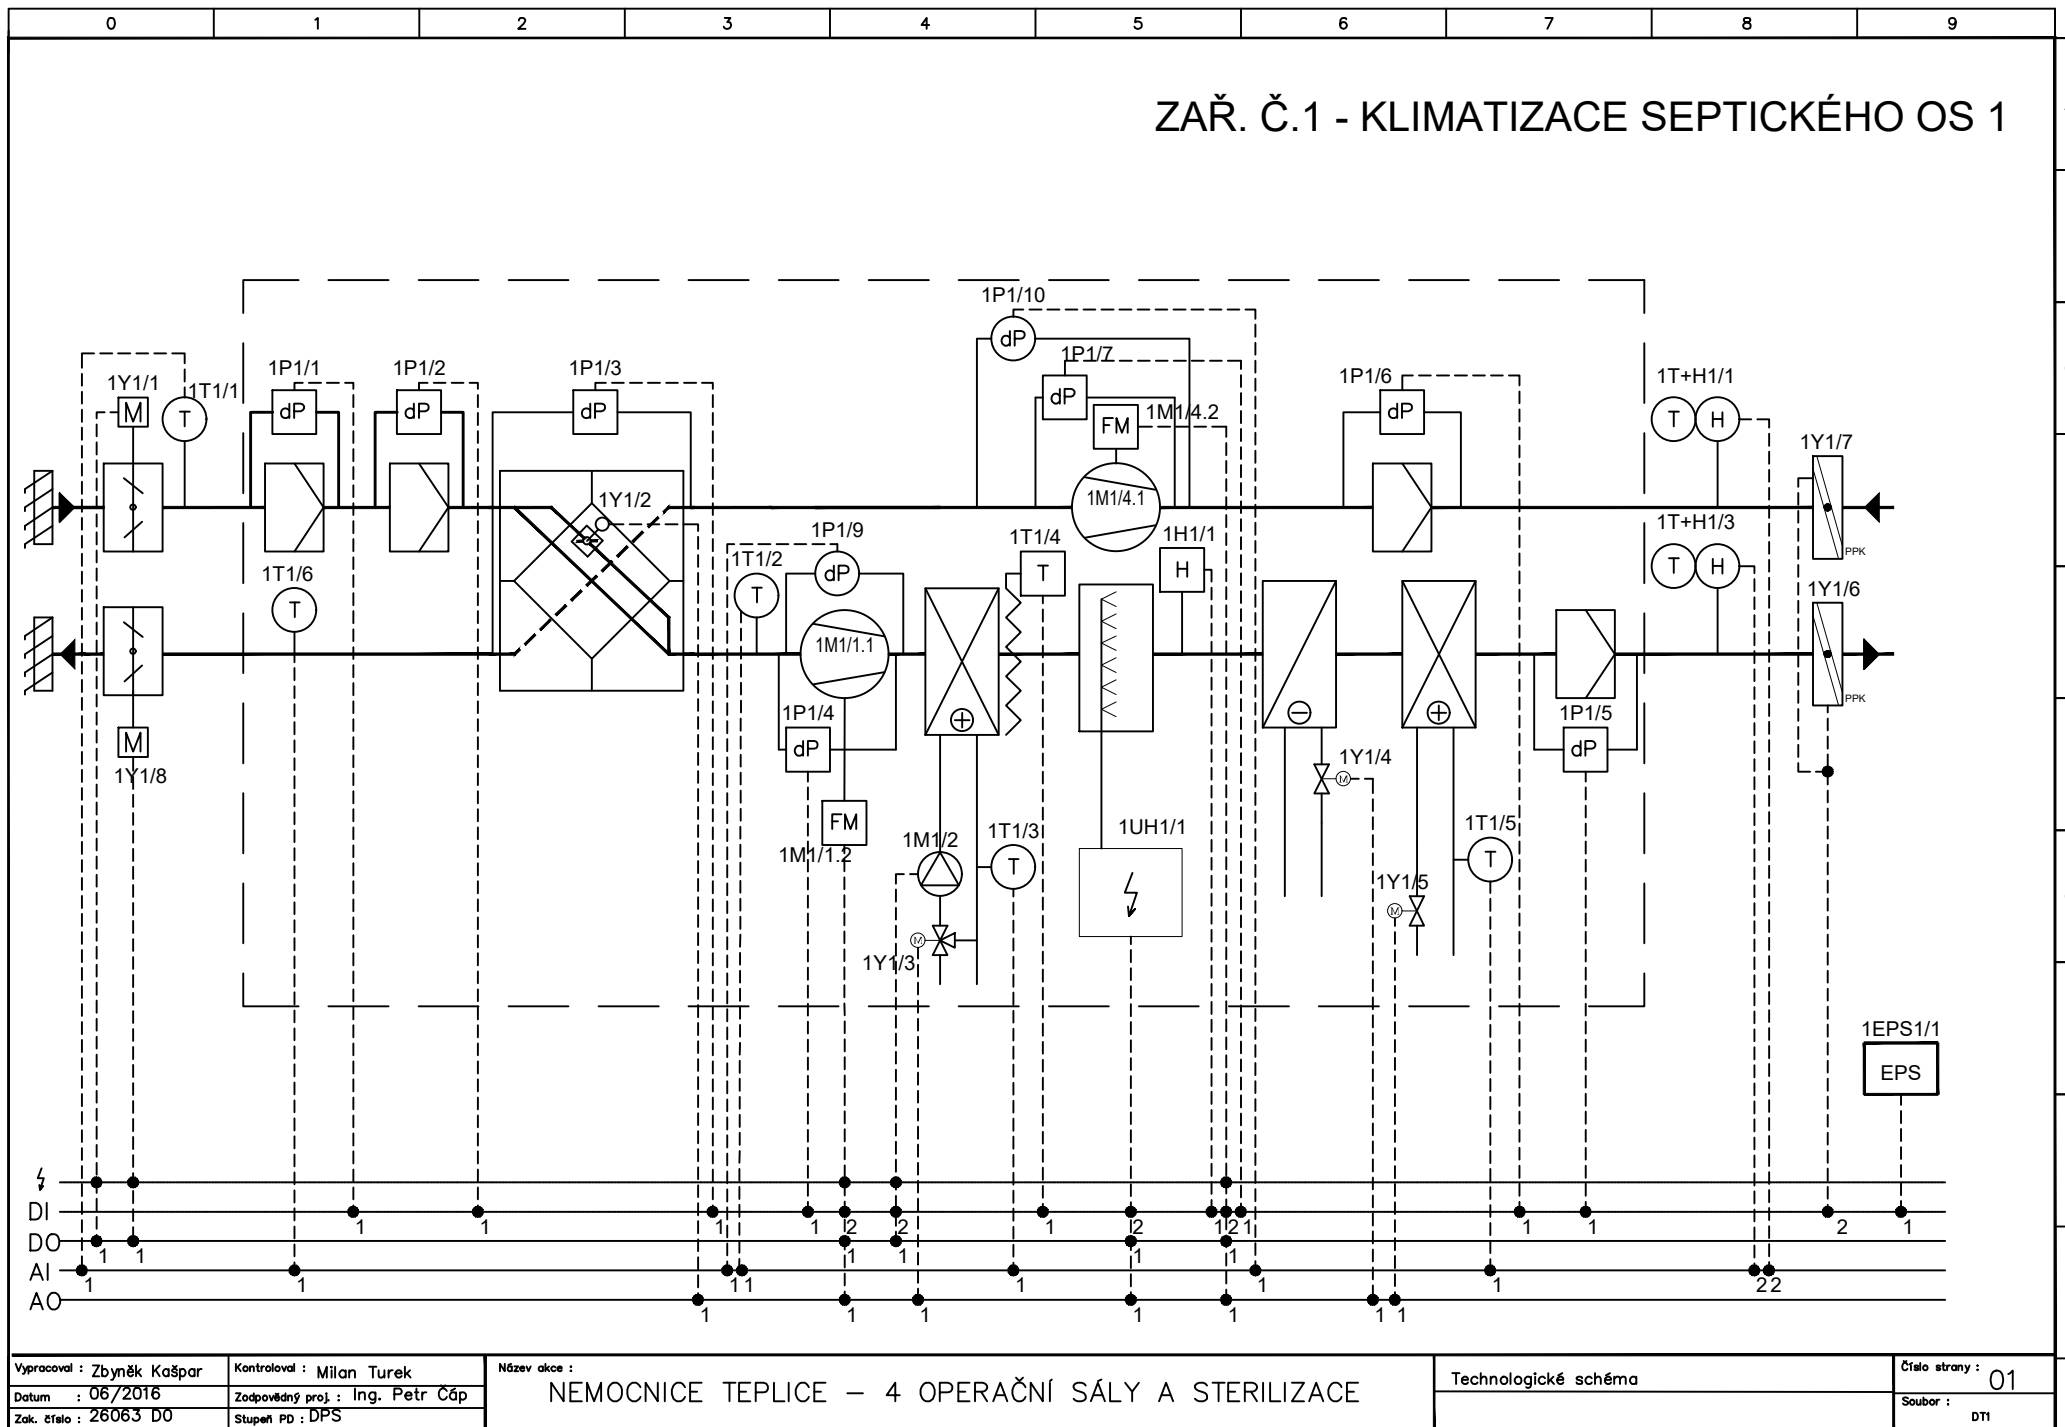 0 1 2 3 4 5 6 7 8 9
ZAŘ. Č.1 - KLIMATIZACE SEPTICKÉHO OS 1
1P1/10
1P1/7
1Y1/1 1T1/1 1P1/1 1P1/2 1P1/3 1P1/6 1T+H1/1
dP
M T dP dP dP dP dP T H
FM 1M1/4.2
1Y1/7
1Y1/2 1M1/4.1
1P1/9 1T1/4 1H1/1 1T+H1/3
PPK
1T1/6 1T1/2 dP T H T H
T T 1Y1/6
1M1/1.1
PPK
1P1/4 1P1/5
M dP dP
1Y1/8 1Y1/4
M
FM 1M1/2 1T1/3 1UH1/1 1T1/5
1M1/1.2 T T
1Y1/5
M
M
1Y1/3
1EPS1/1
EPS
DI
1 1 1 1 2 2 1 2 1 2 1 1 1 2 1
DO
1 1 1 1 1 1
AI
1 1 1 1 1 1 1 2 2
AO
1 1 1 1 1 1 1
Vypracoval : Zbyněk Kašpar
Datum : 06/2016
Zak. číslo : 26063 D0
Kontroloval : Milan Turek
Zodpovědný proj. : Ing. Petr Čáp
Stupeň PD : DPS
Název akce :
NEMOCNICE TEPLICE – 4 OPERAČNÍ SÁLY A STERILIZACE
Technologické schéma
Číslo strany : 01
Soubor :
DT1